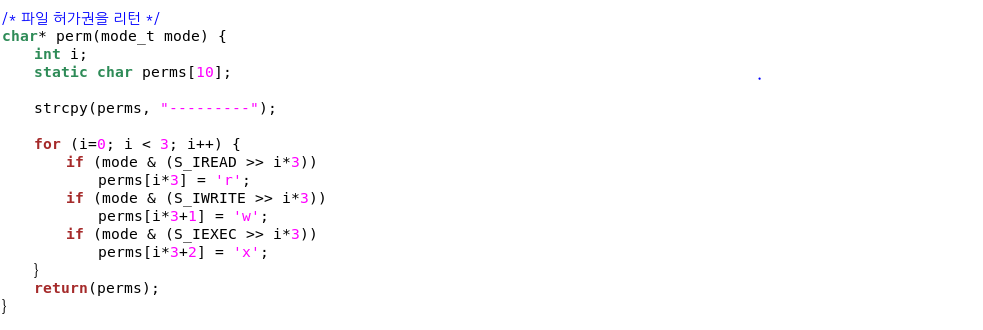 /* 파일 허가권을 리턴 */
char* perm(mode_t mode) {
int i;
static char perms[10];
strcpy(perms, "---------");
for (i=0; i < 3; i++) {
if (mode & (S_IREAD >> i*3))
perms[i*3] = 'r';
if (mode & (S_IWRITE >> i*3))
perms[i*3+1] = 'w';
if (mode & (S_IEXEC >> i*3))
perms[i*3+2] = 'x';
}
return(perms);
}